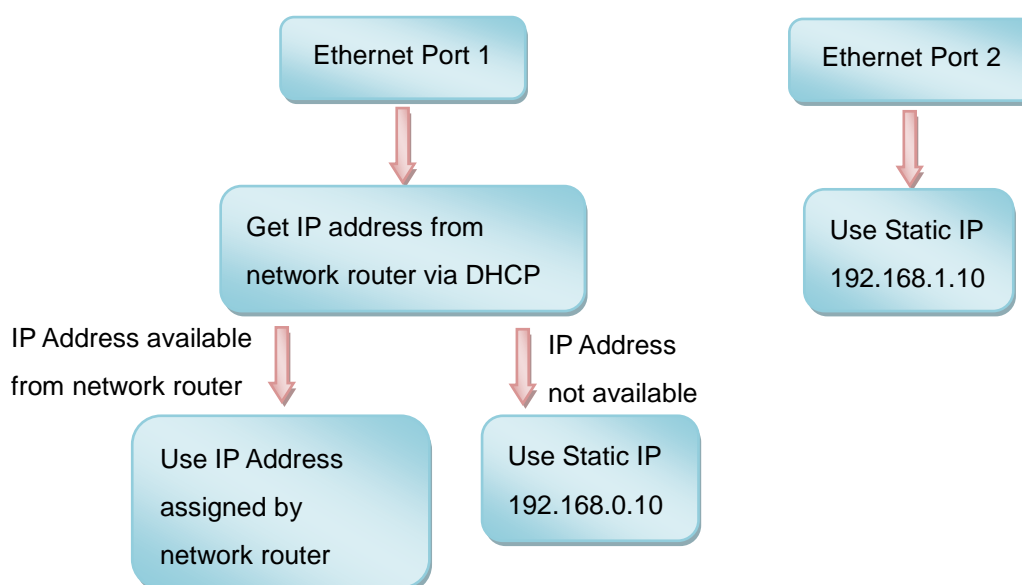 Ethernet Port 1
Ethernet Port 2
Get IP address from
network router via DHCP
Use Static IP
192.168.1.10
IP Address available
from network router
IP Address
not available
Use IP Address
assigned by
network router
Use Static IP
192.168.0.10